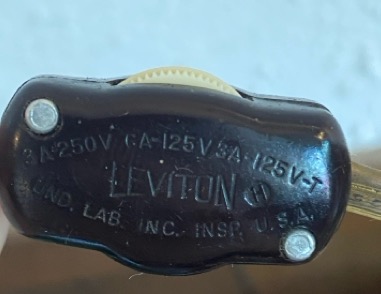 3A-250V 6A-125V 3A-125V-T
LEVITON H
UND. LAB. INC. INSP. U.S.A.